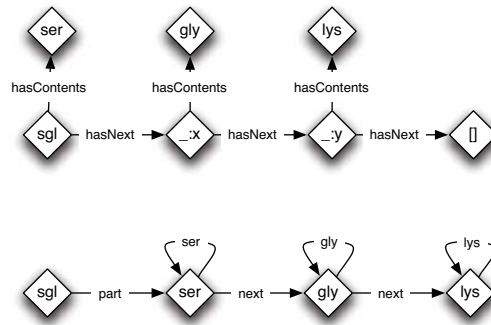 ser gly lys
hasContents hasContents hasContents
sgl hasNext _:x hasNext _:y hasNext []
ser gly lys
sgl part ser next gly next lys